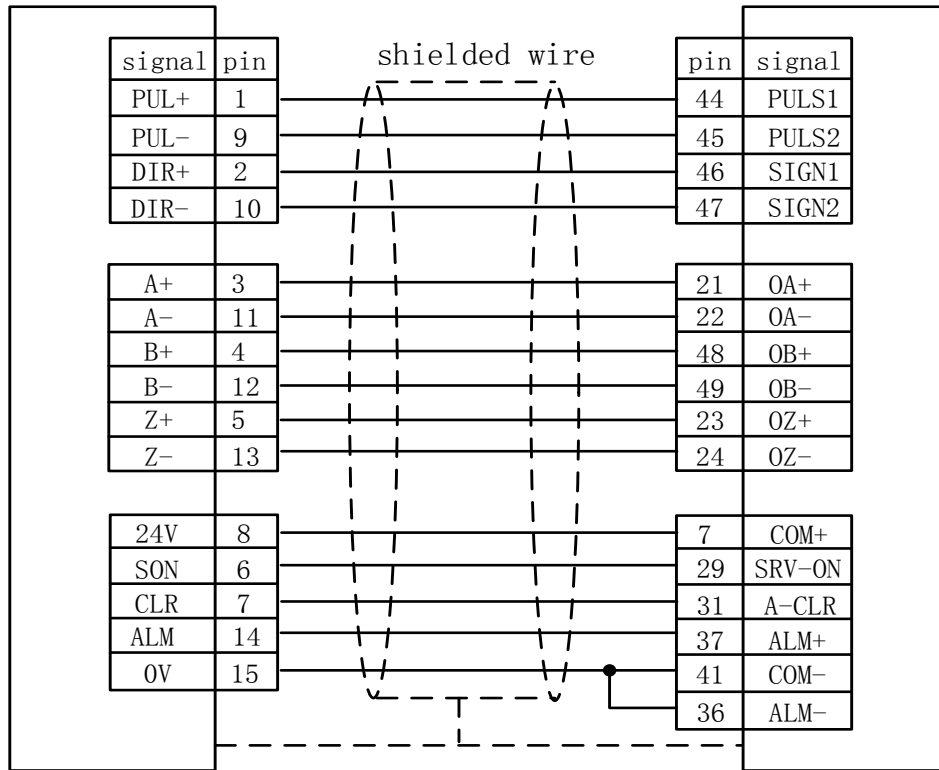 shielded wire
signal pin pin signal
PUL+ 1 44 PULS1
PUL- 9 45 PULS2
DIR+ 2 46 SIGN1
DIR- 10 47 SIGN2
A+ 3 21 OA+
A- 11 22 OA-
B+ 4 48 OB+
B- 12 49 OB-
Z+ 5 23 OZ+
Z- 13 24 OZ-
24V 8 7 COM+
SON 6 29 SRV-ON
CLR 7 31 A-CLR
ALM 14 37 ALM+
0V 15 41 COM-
36 ALM-